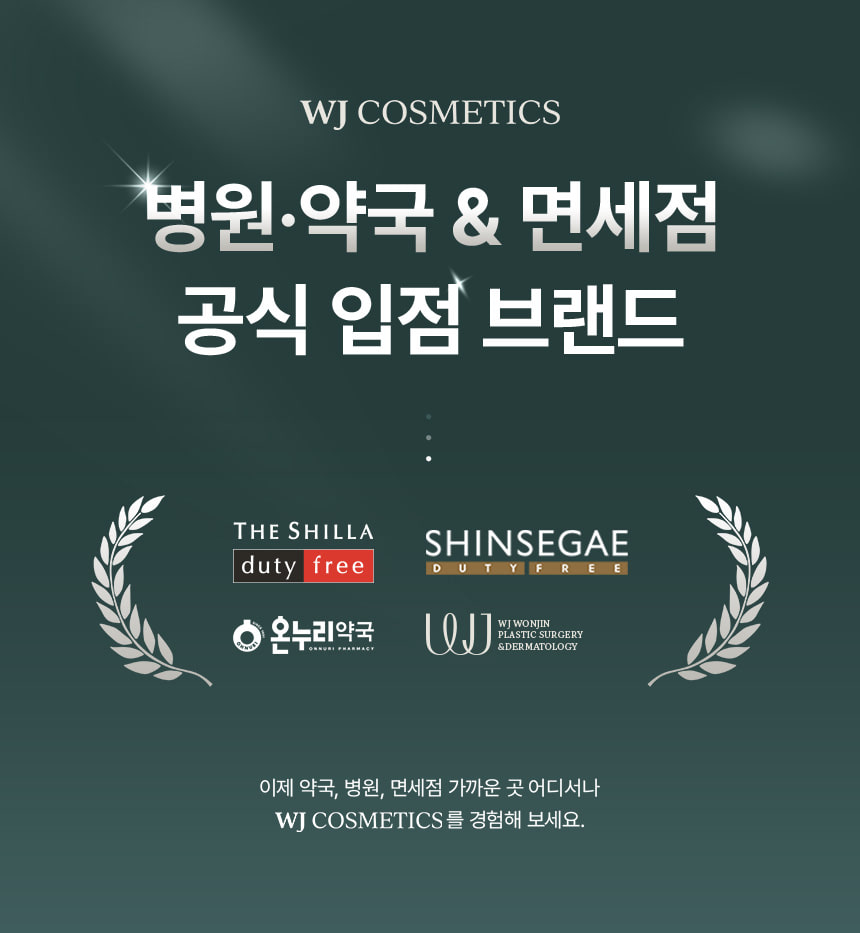 WJ COSMETICS
병원·약국 & 면세점
공식 입점 브랜드
THE SHILLA
duty free
SHINSEGAE
DUTY FREE
ONNURI
온누리약국
ONNURI PHARMACY
WJ
WJ WONJIN
PLASTIC SURGERY
&DERMATOLOGY
이제 약국, 병원, 면세점 가까운 곳 어디서나
WJ COSMETICS를 경험해 보세요.